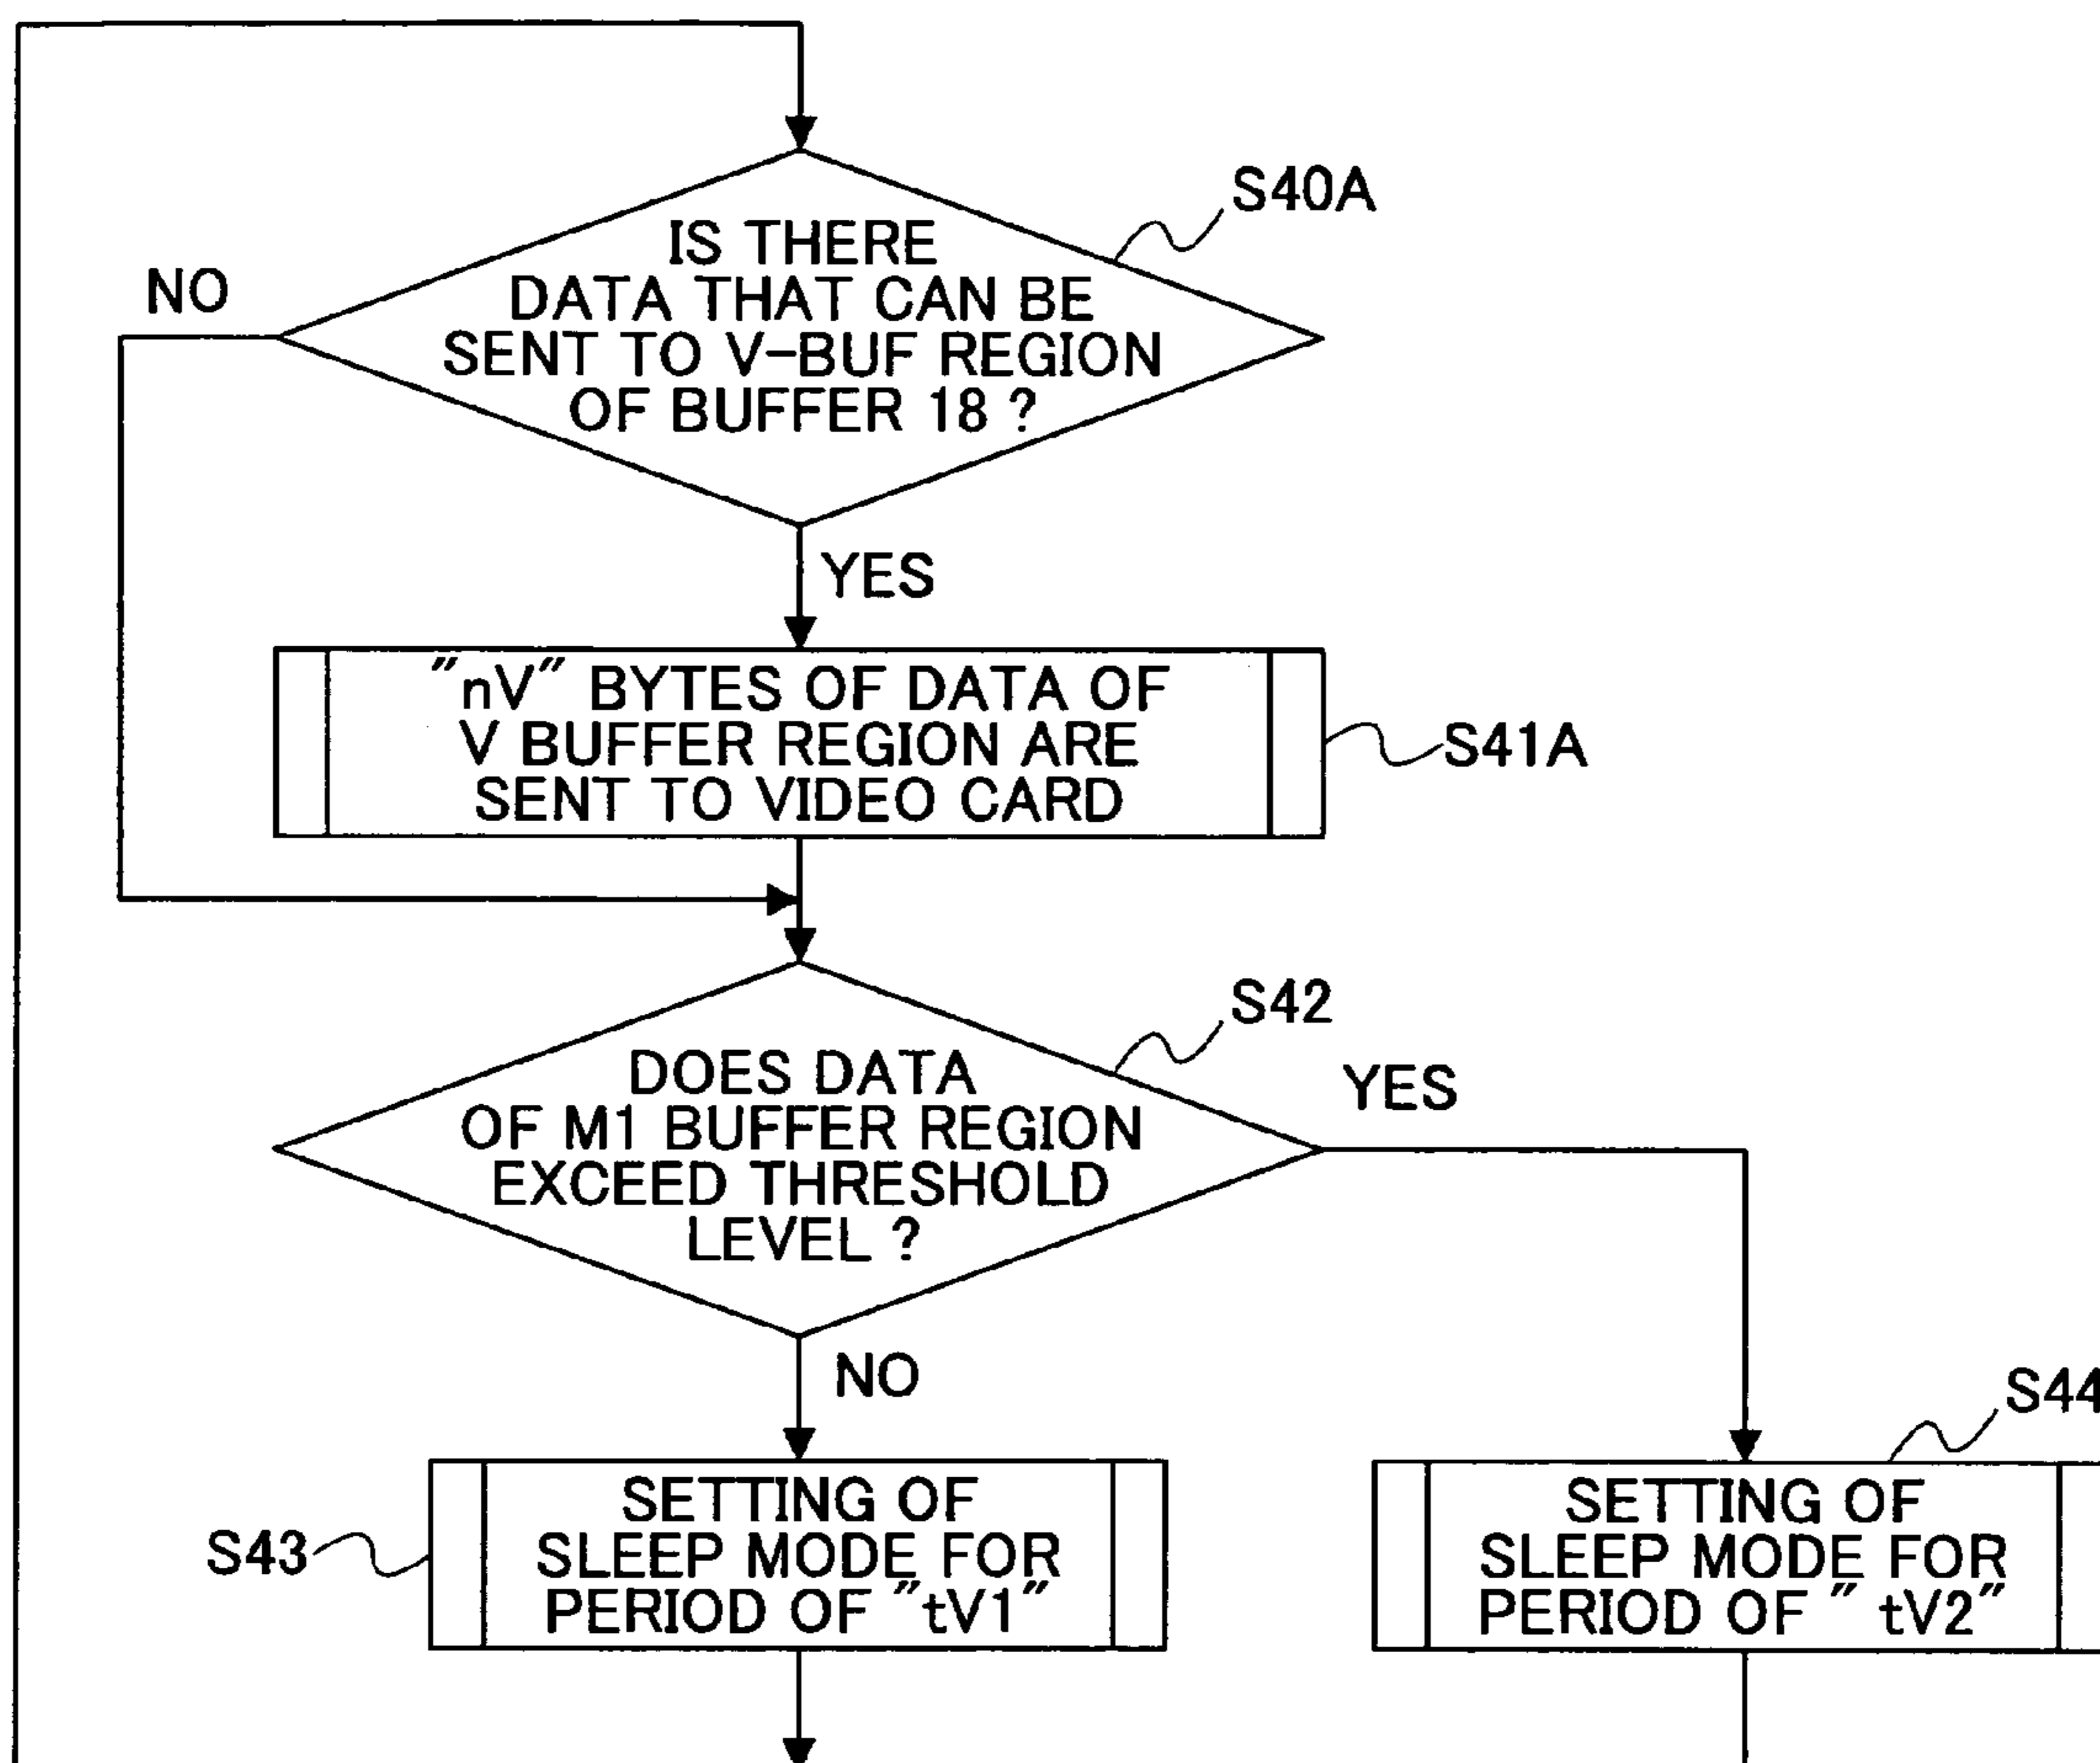 S40A
IS THERE
DATA THAT CAN BE
SENT TO V-BUF REGION
OF BUFFER 18 ?
NO
YES
"nV" BYTES OF DATA OF
V BUFFER REGION ARE
SENT TO VIDEO CARD
S41A
S42
DOES DATA
OF M1 BUFFER REGION
EXCEED THRESHOLD
LEVEL ?
YES
NO
S44
SETTING OF
SLEEP MODE FOR
PERIOD OF "tV1"
S43
SETTING OF
SLEEP MODE FOR
PERIOD OF " tV2"